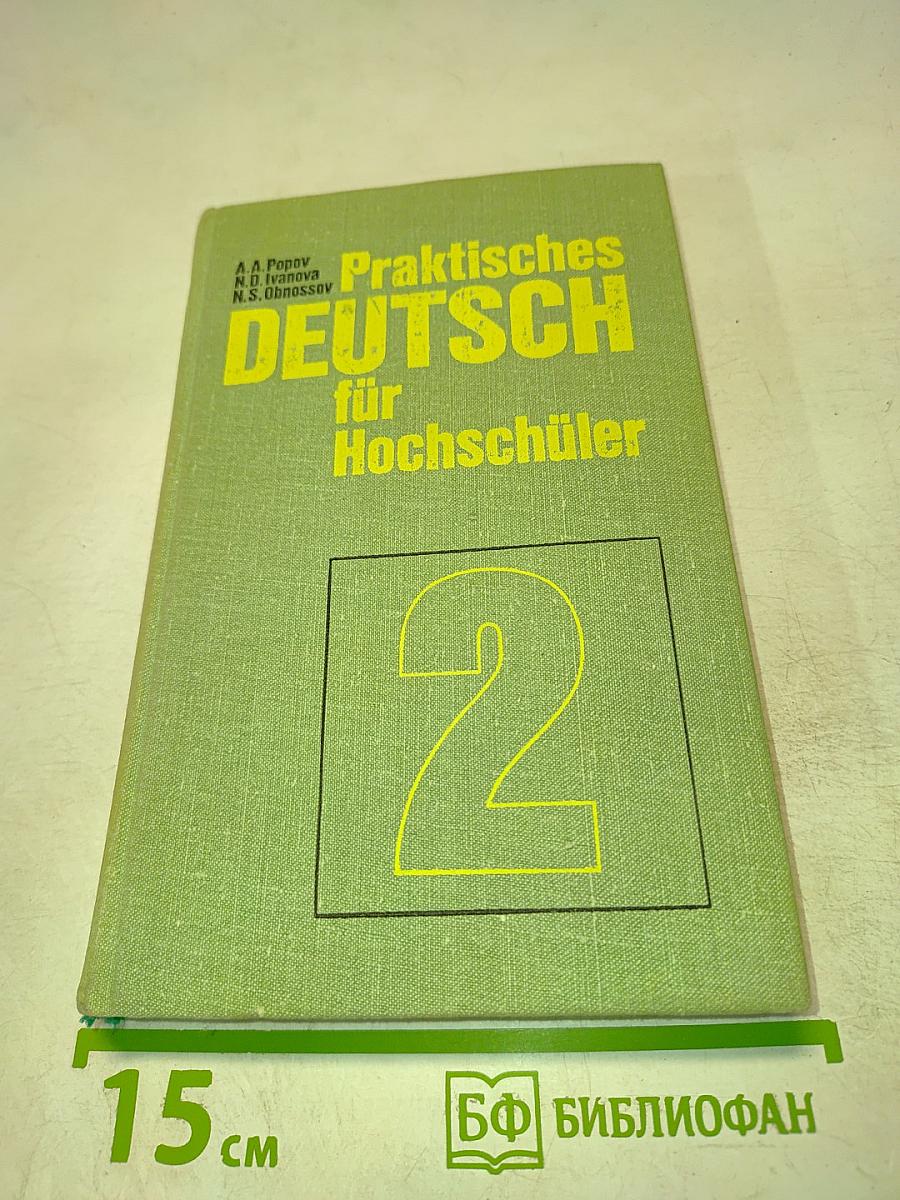 A.A.Popov
N.D.Ivanova
N.S.Obnossov
Praktisches
DEUTSCH
für
Hochschüler
2
15 см
БФ БИБЛИОФАН